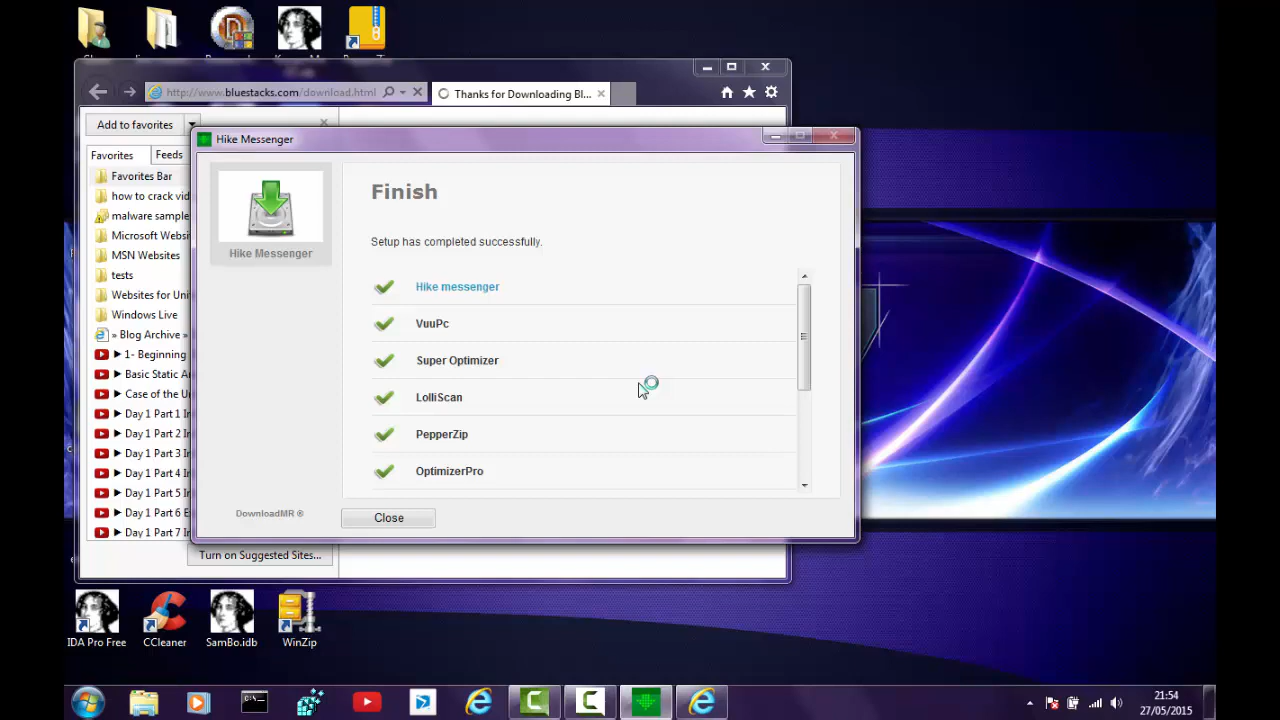 http://www.bluestacks.com/download.html
Thanks for Downloading Bl...
Add to favorites
Favorites
Feeds
Favorites Bar
how to crack vid
malware sample
Microsoft Websi
MSN Websites
tests
Websites for Uni
Windows Live
» Blog Archive »
► 1- Beginning
Basic Static A
Case of the U
Day 1 Part 1 I
Day 1 Part 2 I
Day 1 Part 3 I
Day 1 Part 4 I
Day 1 Part 5 I
Day 1 Part 6 E
Day 1 Part 7 I
Turn on Suggested Sites...
Hike Messenger
Hike Messenger
DownloadMR ®
Finish
Setup has completed successfully.
Hike messenger
VuuPc
Super Optimizer
LolliScan
PepperZip
OptimizerPro
Close
IDA Pro Free
CCleaner
SamBo.idb
WinZip
21:54
27/05/2015